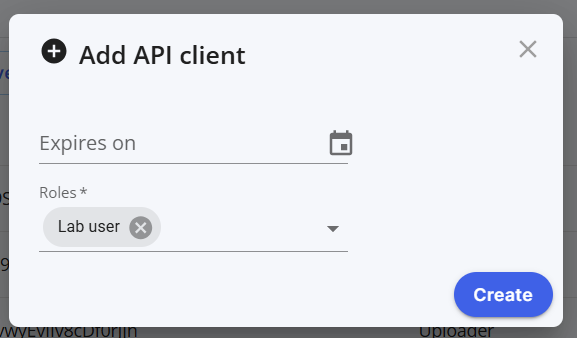 Add API client
Expires on
Roles *
Lab user
Create
Uploader